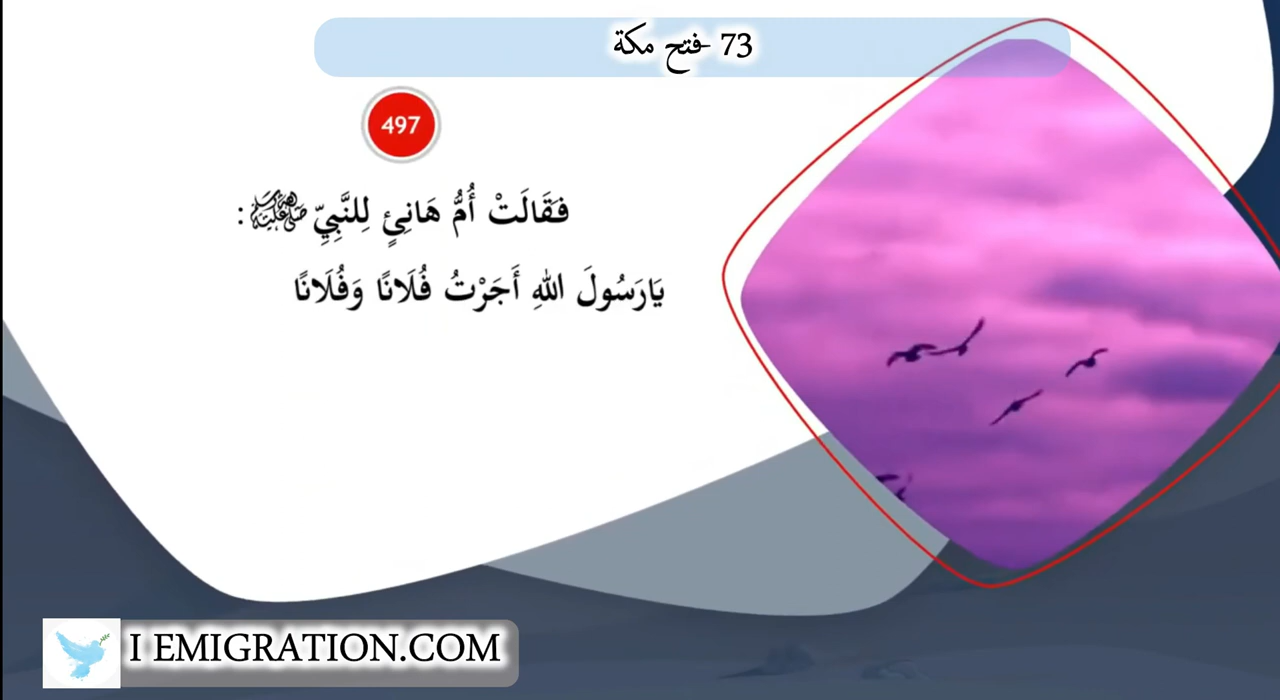 73 -فتح مكة
497
فَقَالَتْ أُمُّ هَانِئٍ لِلنَّبِيِّ ﷺ :
يَارَسُولَ اللهِ أَجَرْتُ فُلَانًا وَفُلَانًا
I EMIGRATION.COM